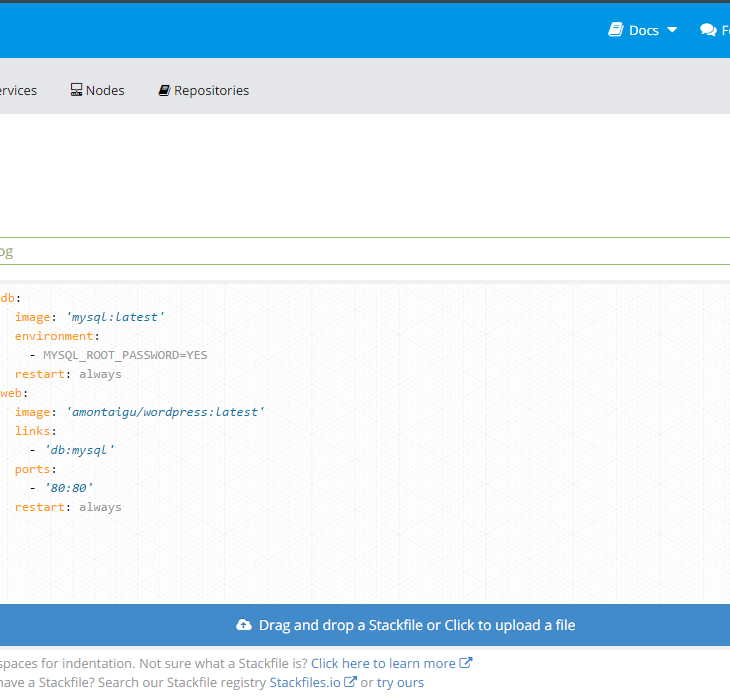 Docs
Nodes
Repositories
db:
image: 'mysql:latest'
environment:
- MYSQL_ROOT_PASSWORD=YES
restart: always
web:
image: 'amontaigu/wordpress:latest'
links:
- 'db:mysql'
ports:
- '80:80'
restart: always
Drag and drop a Stackfile or Click to upload a file
spaces for indentation. Not sure what a Stackfile is? Click here to learn more
have a Stackfile? Search our Stackfile registry Stackfiles.io or try ours